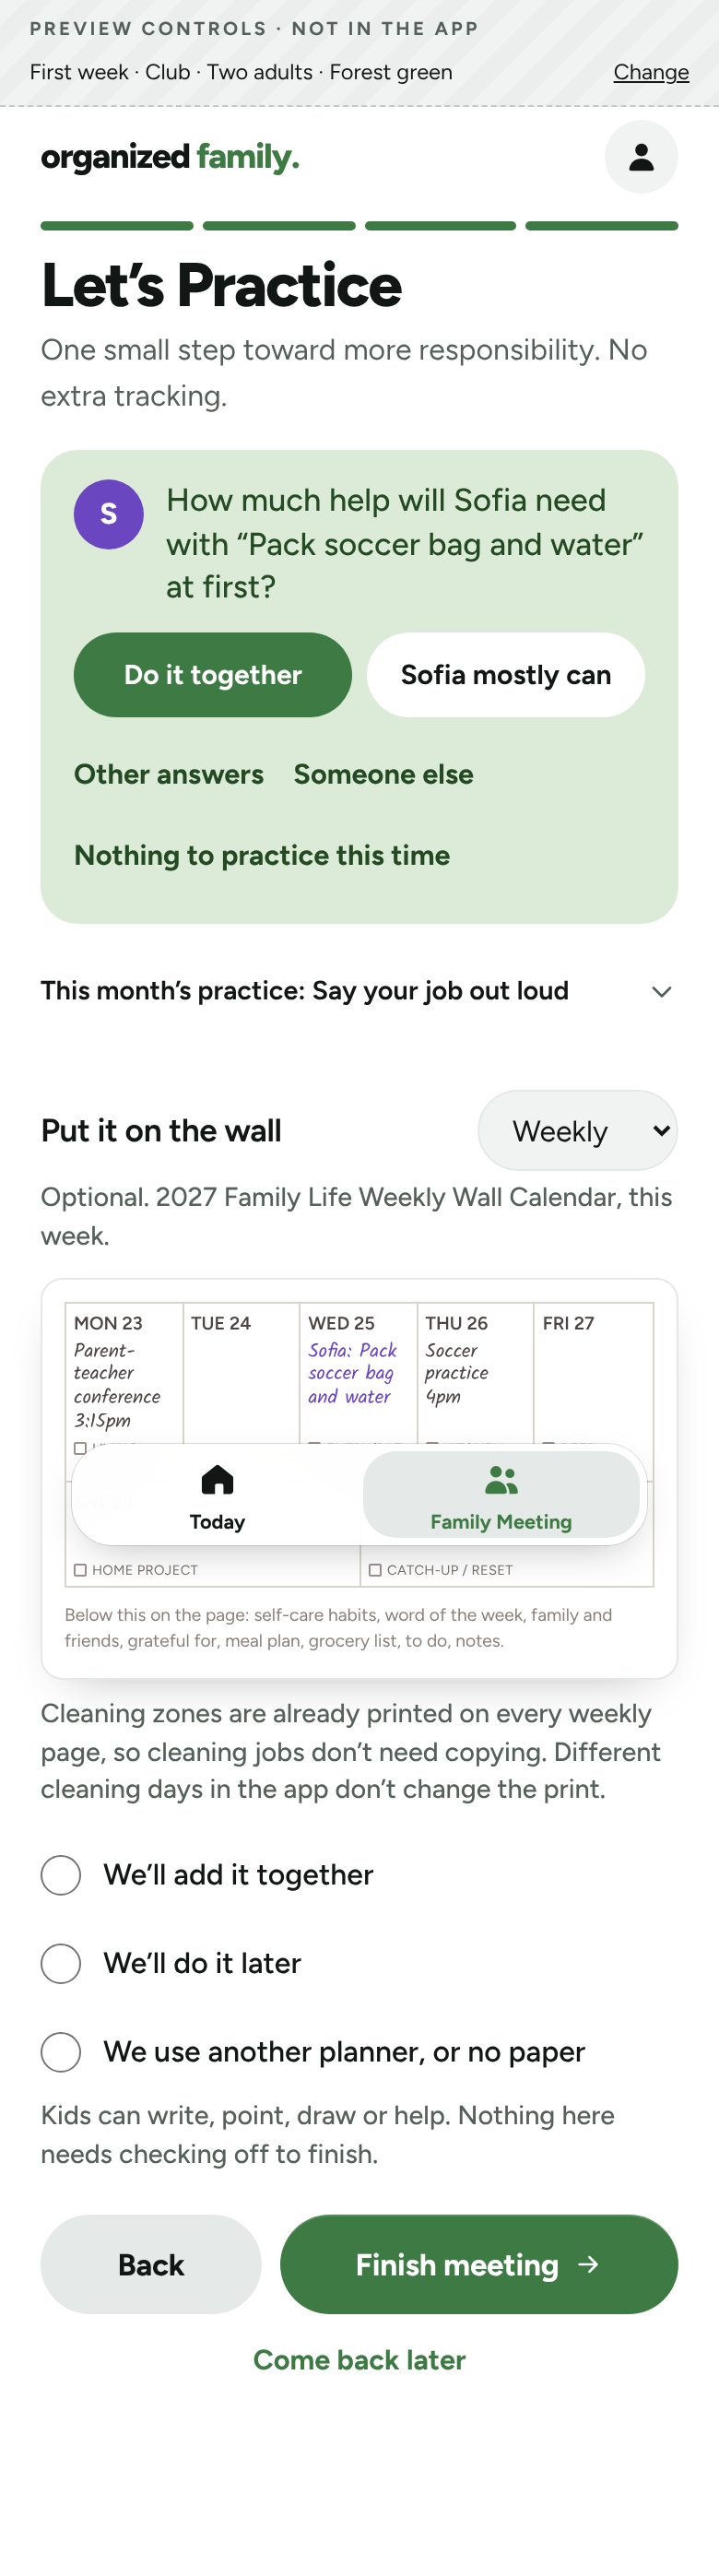 PREVIEW CONTROLS · NOT IN THE APP
First week · Club · Two adults · Forest green
Change
organized family.
Let’s Practice
One small step toward more responsibility. No
extra tracking.
S
How much help will Sofia need
with “Pack soccer bag and water”
at first?
Do it together
Sofia mostly can
Other answers
Someone else
Nothing to practice this time
This month’s practice: Say your job out loud
Put it on the wall
Weekly
Optional. 2027 Family Life Weekly Wall Calendar, this
week.
MON 23
TUE 24
WED 25
THU 26
FRI 27
Parent-
teacher
conference
3:15pm
Sofia: Pack
soccer bag
and water
Soccer
practice
4pm
Today
Family Meeting
HOME PROJECT
CATCH-UP / RESET
Below this on the page: self-care habits, word of the week, family and
friends, grateful for, meal plan, grocery list, to do, notes.
Cleaning zones are already printed on every weekly
page, so cleaning jobs don’t need copying. Different
cleaning days in the app don’t change the print.
We’ll add it together
We’ll do it later
We use another planner, or no paper
Kids can write, point, draw or help. Nothing here
needs checking off to finish.
Back
Finish meeting →
Come back later